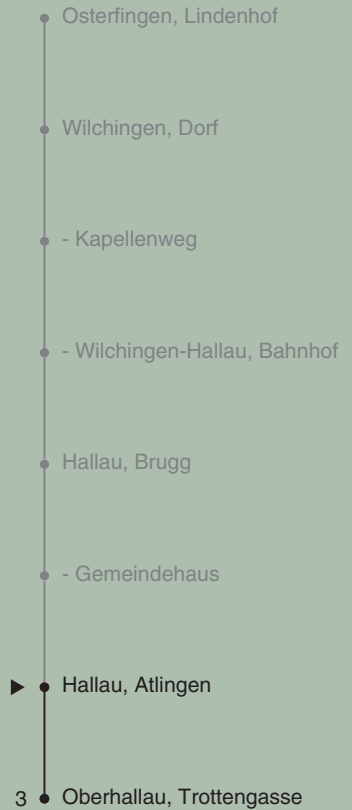 Osterfingen, Lindenhof
Wilchingen, Dorf
- Kapellenweg
- Wilchingen-Hallau, Bahnhof
Hallau, Brugg
- Gemeindehaus
Hallau, Atlingen
3 Oberhallau, Trottengasse